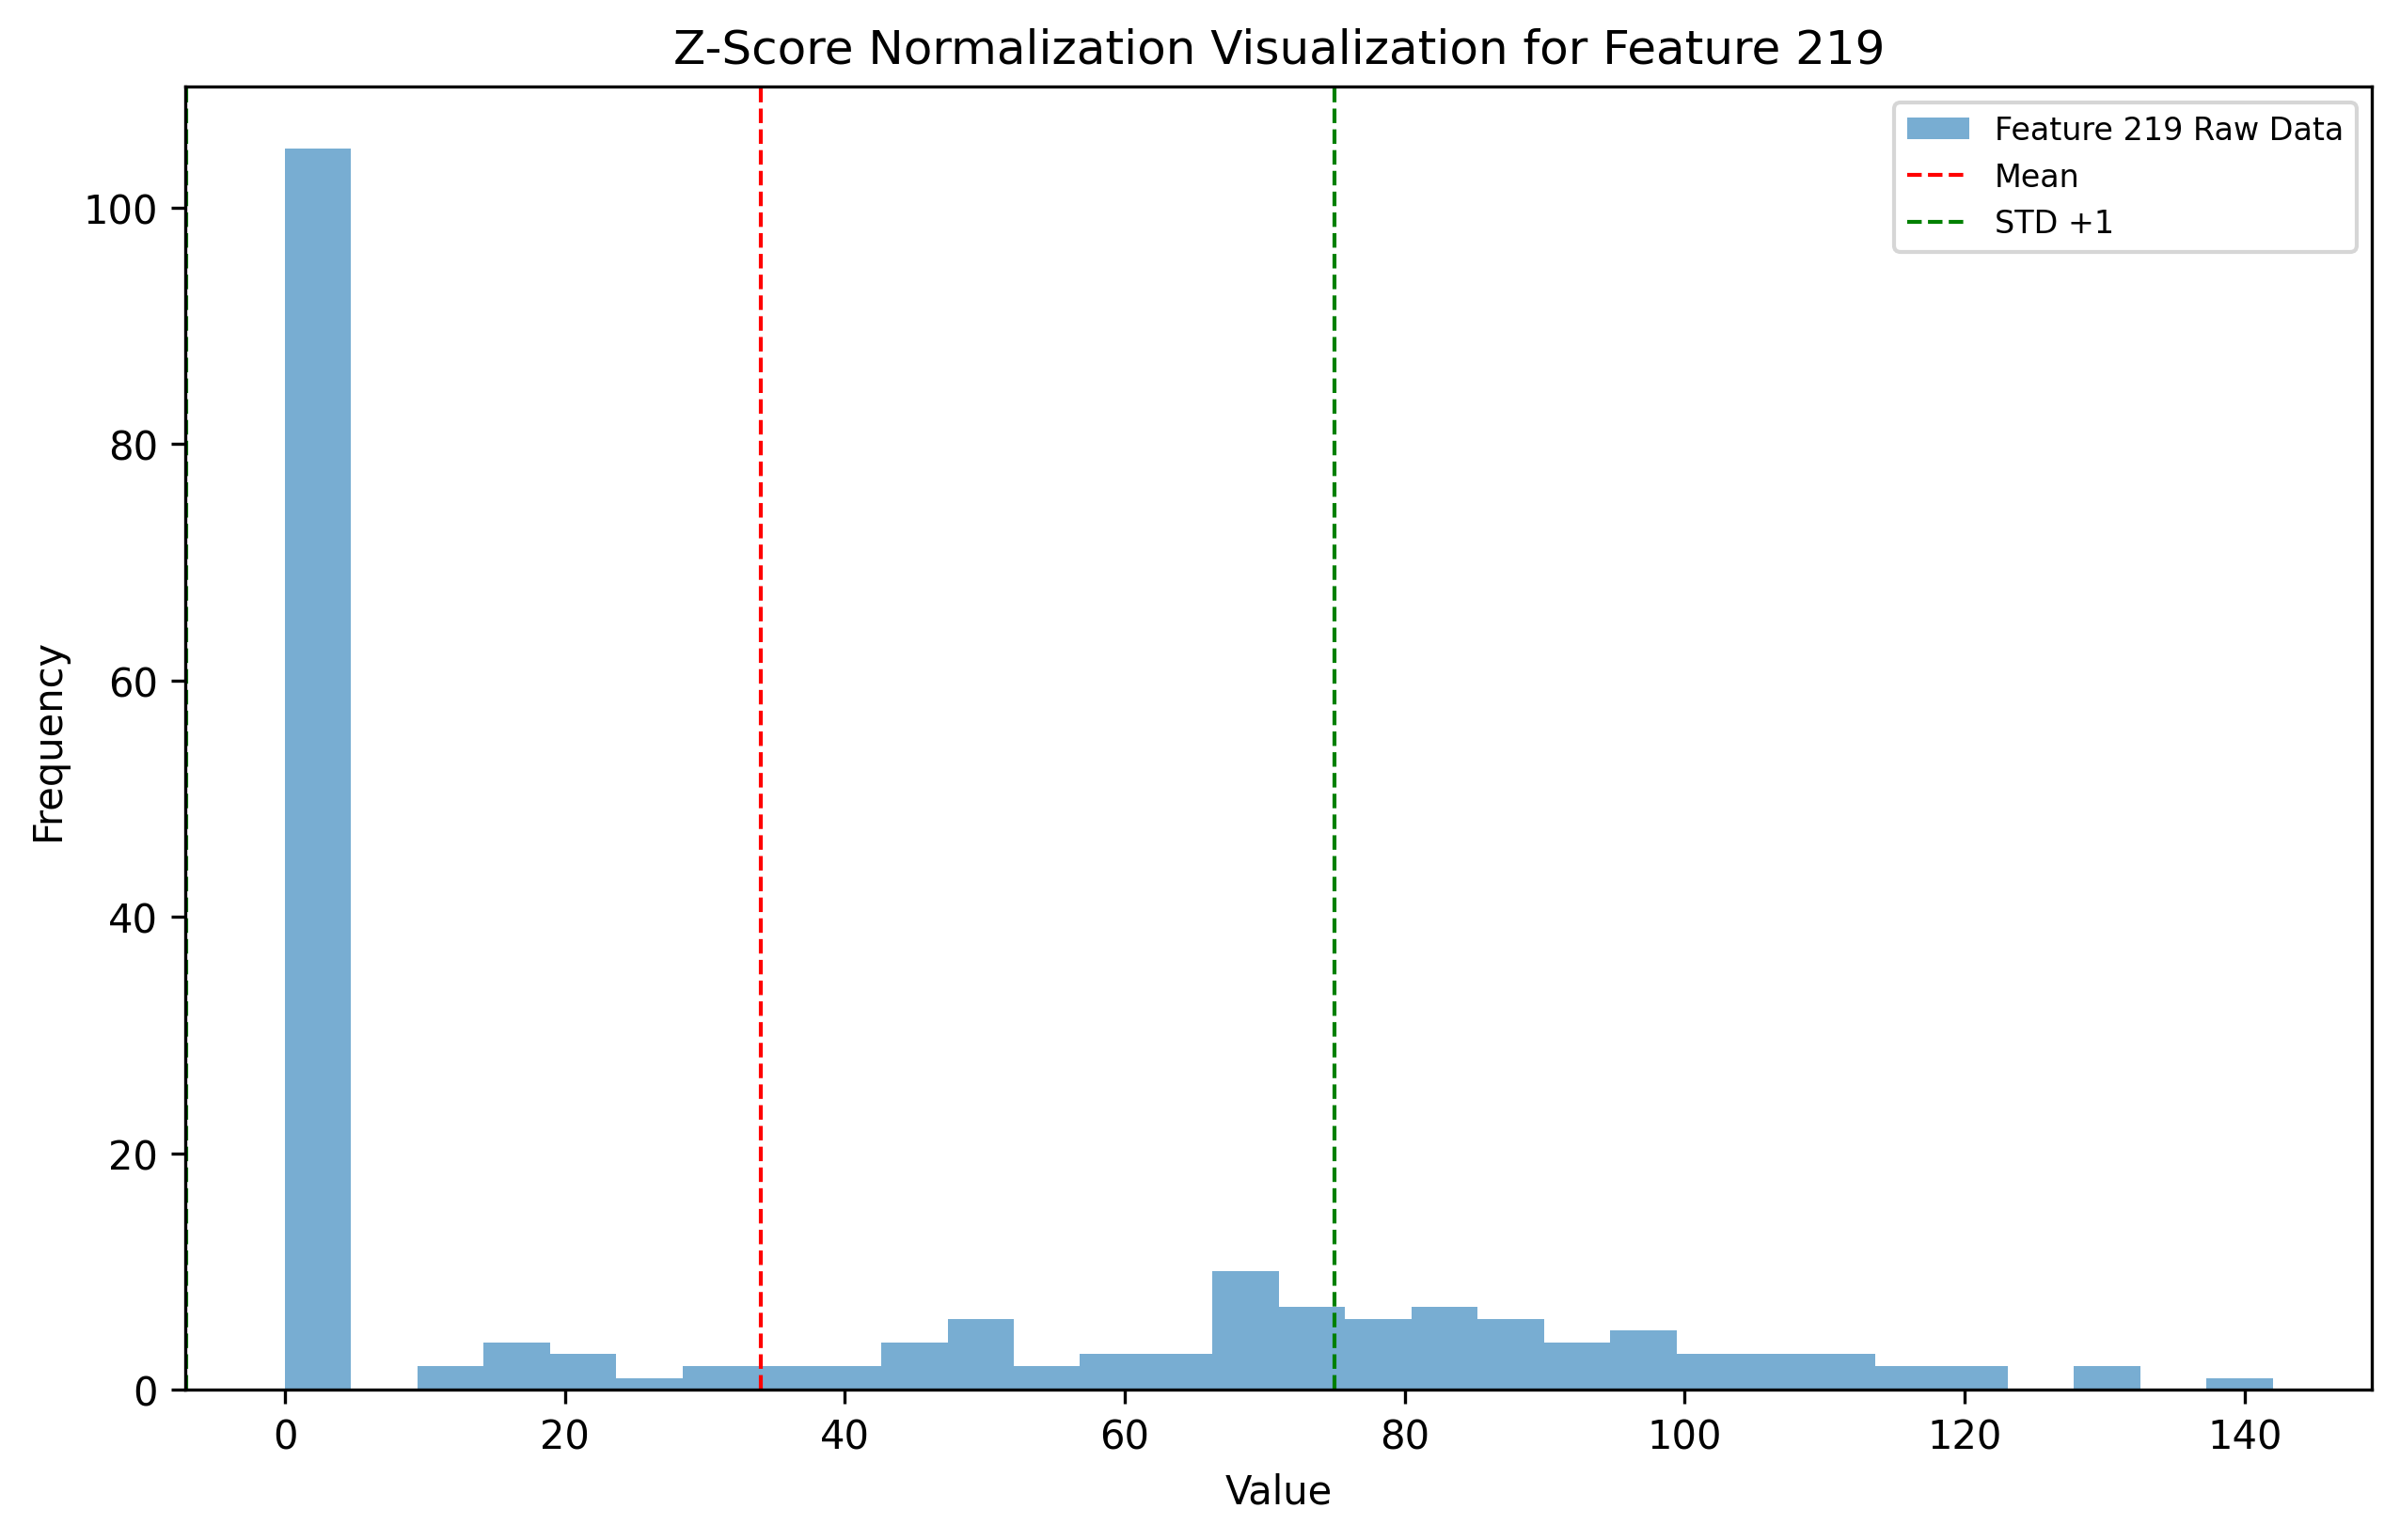 Z-Score Normalization Visualization for Feature 219
Feature 219 Raw Data
Mean
STD +1
100
80
60
40
20
0
Frequency
0 20 40 60 80 100 120 140
Value